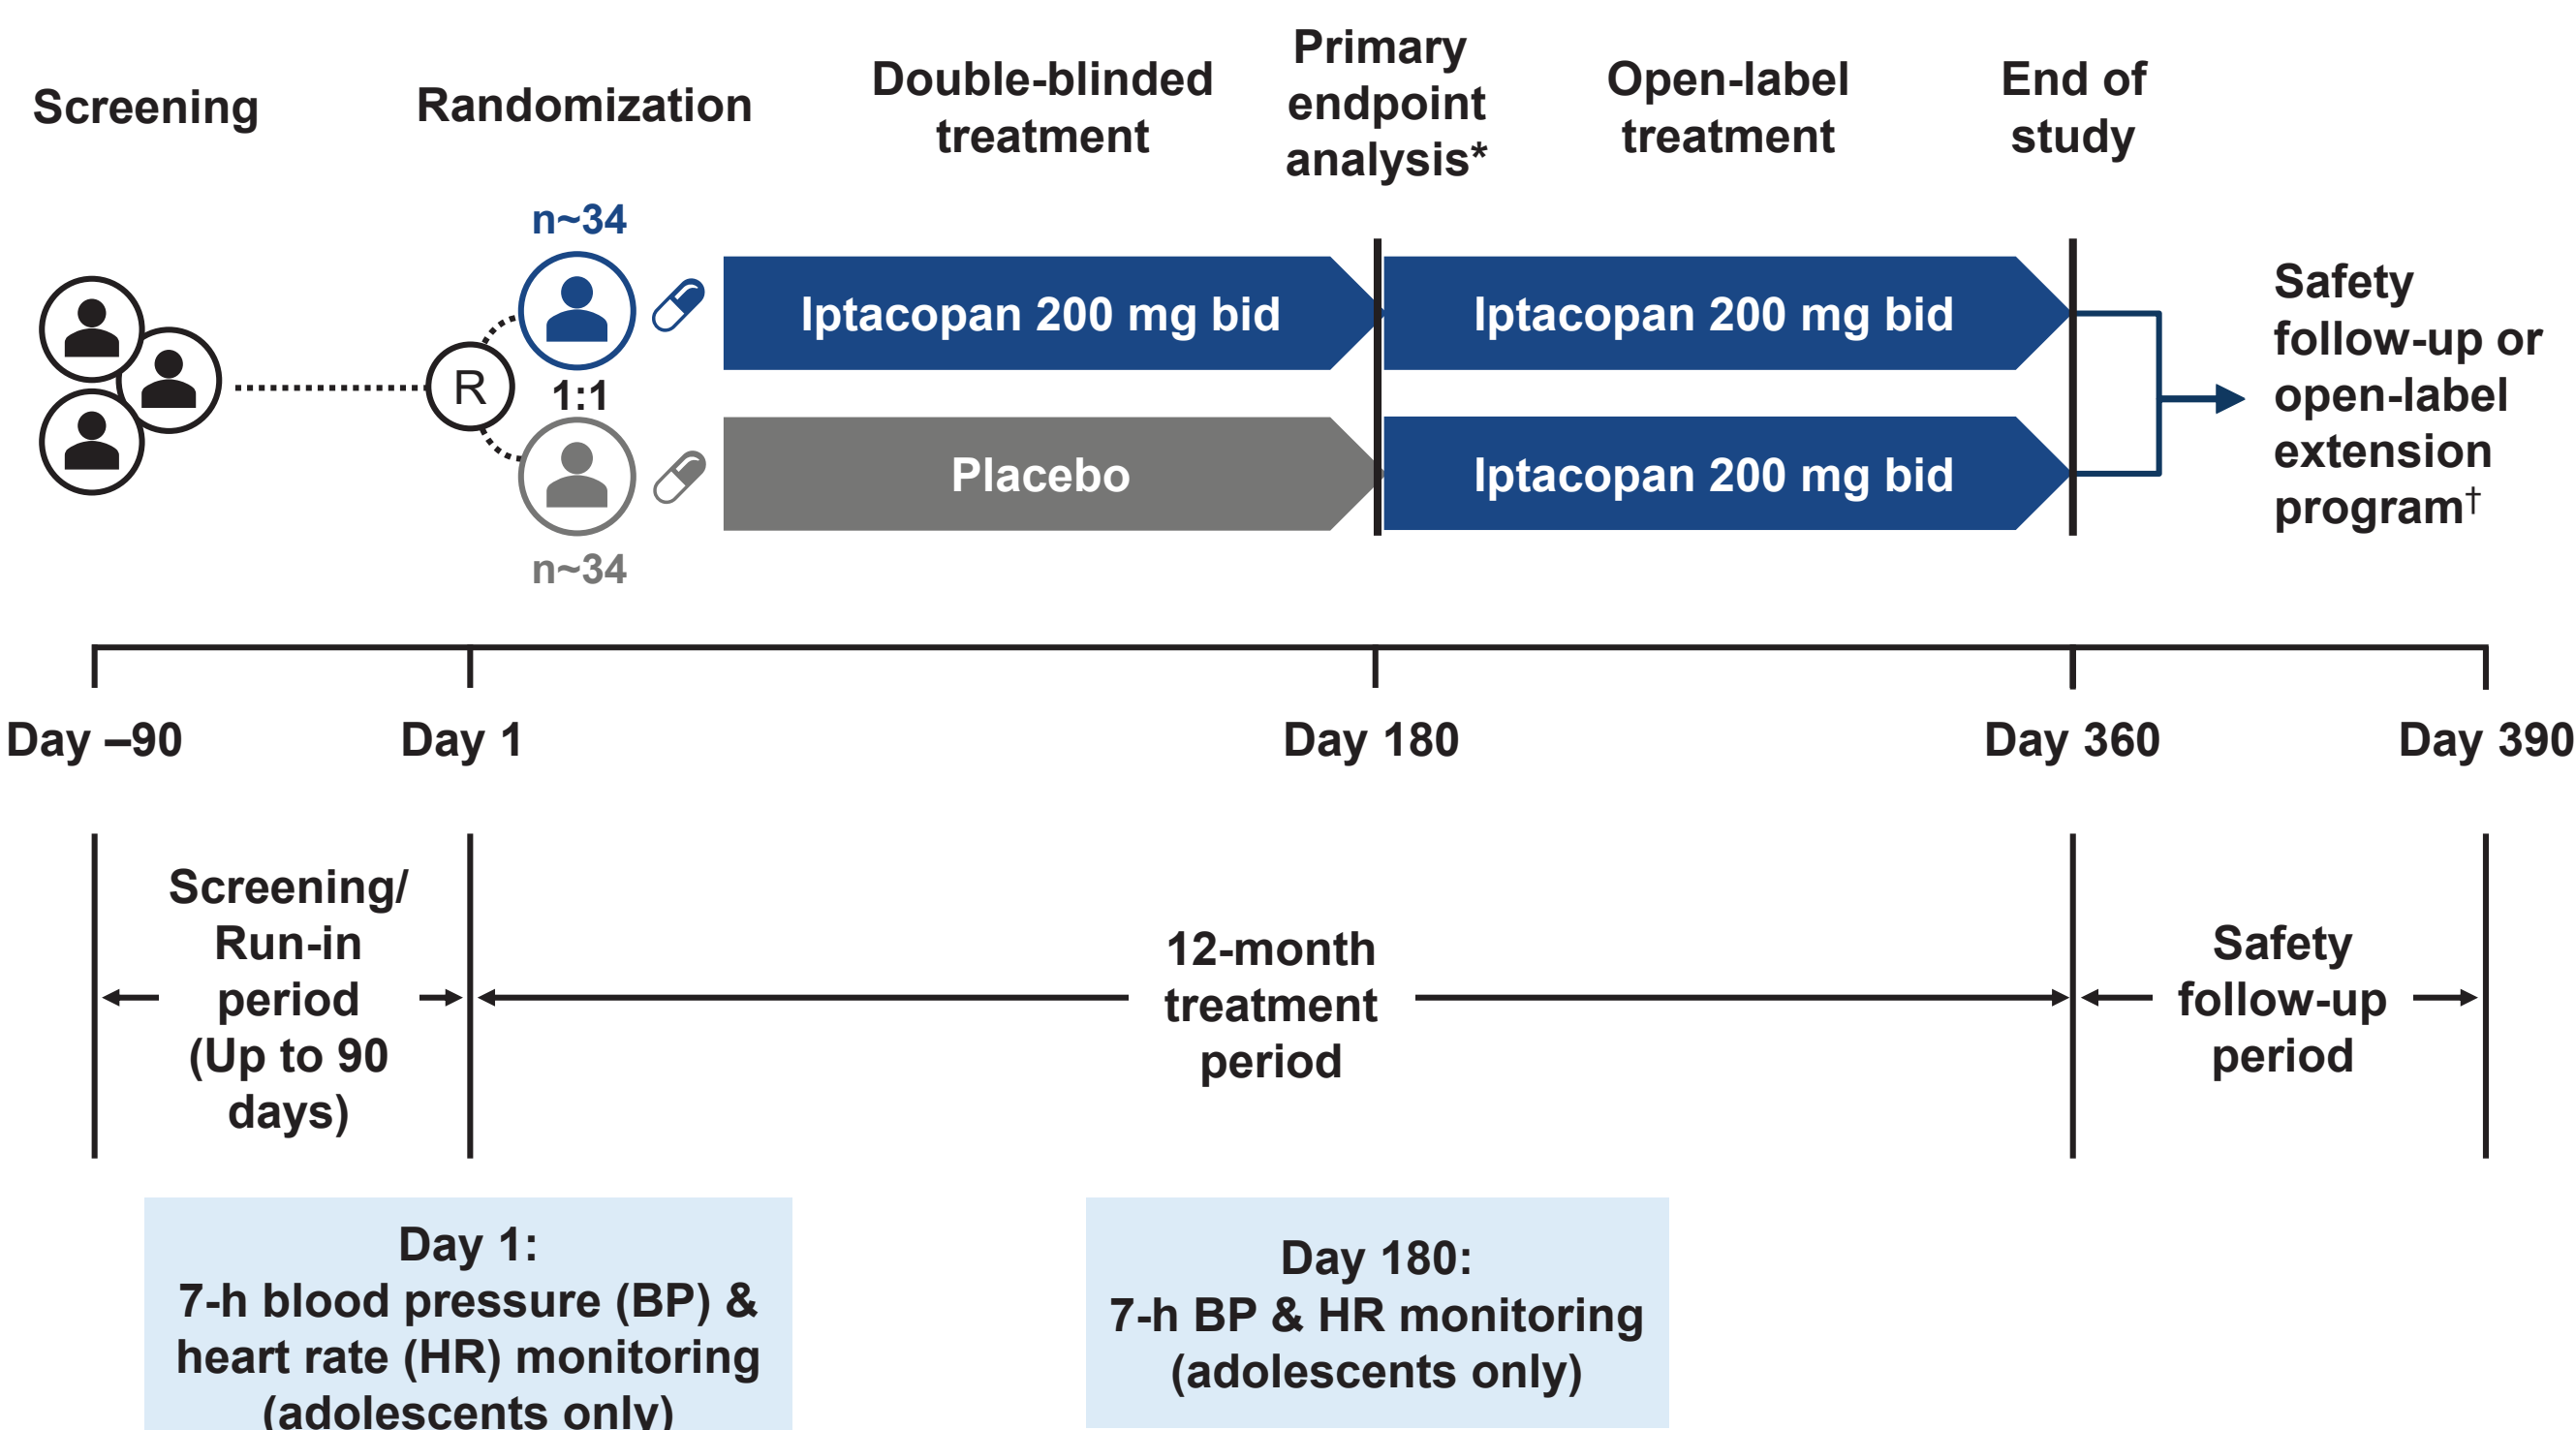 Screening
Randomization
Double-blinded
treatment
Primary
endpoint
analysis*
Open-label
treatment
End of
study
n~34
R
1:1
n~34
Iptacopan 200 mg bid
Iptacopan 200 mg bid
Placebo
Iptacopan 200 mg bid
Safety
follow-up or
open-label
extension
program†
Day –90
Day 1
Day 180
Day 360
Day 390
Screening/
Run-in
period
(Up to 90
days)
12-month
treatment
period
Safety
follow-up
period
Day 1:
7-h blood pressure (BP) &
heart rate (HR) monitoring
(adolescents only)
Day 180:
7-h BP & HR monitoring
(adolescents only)